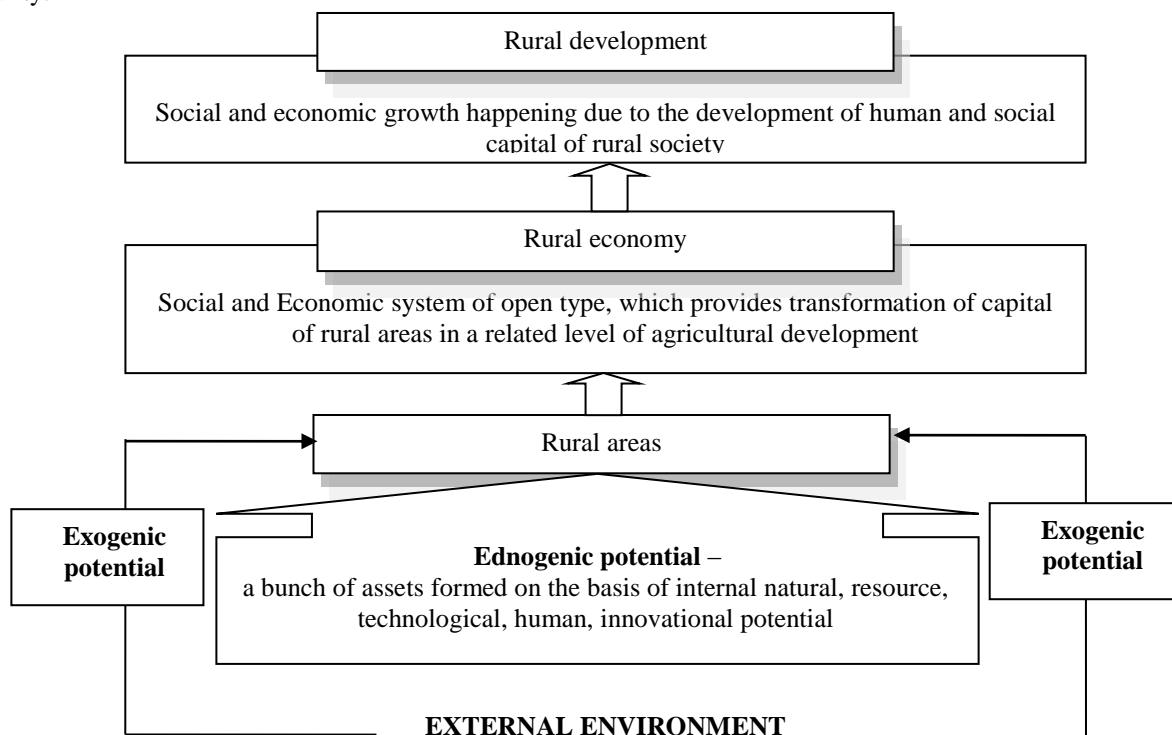 Rural development
Social and economic growth happening due to the development of human and social
capital of rural society
Rural economy
Social and Economic system of open type, which provides transformation of capital
of rural areas in a related level of agricultural development
Rural areas
Exogenic
potential
Ednogenic potential –
a bunch of assets formed on the basis of internal natural, resource,
technological, human, innovational potential
Exogenic
potential
EXTERNAL ENVIRONMENT